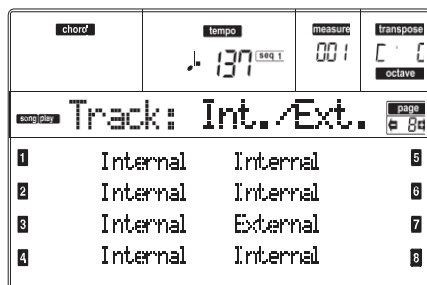 chord tempo measure transpose
137 seq 1 001
octave
song play Track: Int./Ext. page
8
1 Internal Internal 5
2 Internal Internal 6
3 Internal External 7
4 Internal Internal 8